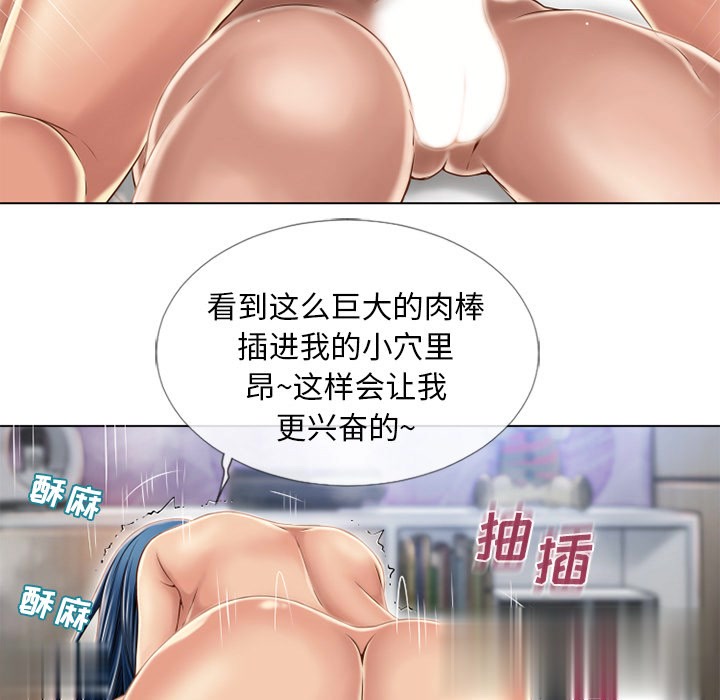 看到这么巨大的肉棒
插进我的小穴里
昂~这样会让我
更兴奋的~
酥麻
抽插
酥麻